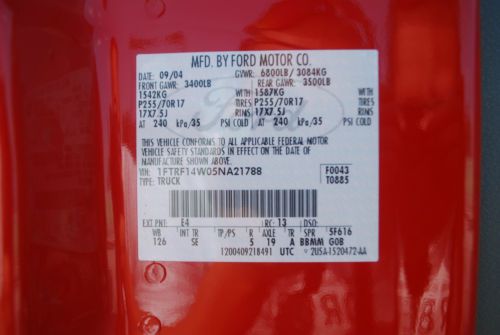 MFD. BY FORD MOTOR CO.
DATE: 09/04 GVWR: 6800LB/ 3084KG
FRONT GAWR: 3400LB REAR GAWR: 3500LB
1542KG WITH 1587KG WITH
P255/70R17 TIRES P255/70R17 TIRES
17X7.5J RIMS 17X7.5J RIMS
AT 240 kPa/35 PSI COLD AT 240 kPa/35 PSI COLD
THIS VEHICLE CONFORMS TO ALL APPLICABLE FEDERAL MOTOR
VEHICLE SAFETY STANDARDS IN EFFECT ON THE DATE OF
MANUFACTURE SHOWN ABOVE.
VIN: 1FTRF14W05NA21788 F0043
TYPE: TRUCK T0885
EXT PNT: E4 RC: 13 DSO:
WB INT TR TP/PS R AXLE TR SPR 5F616
126 SE 5 19 A BBMM GOB
1200409218491 UTC 2U5A-1520472-AA
Ford